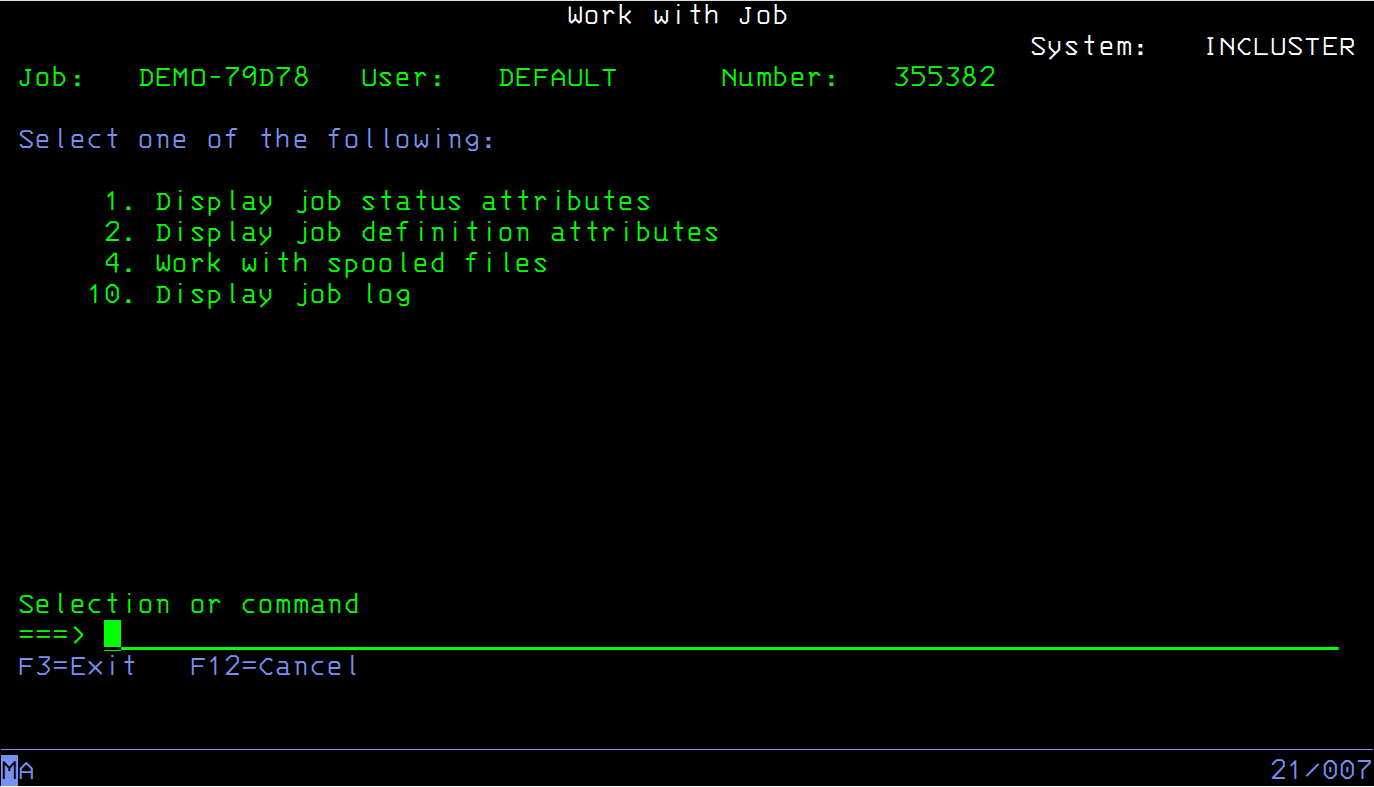 Work with Job
System:   INCLUSTER
Job:   DEMO-79D78   User:   DEFAULT      Number:   355382
Select one of the following:
1. Display job status attributes
2. Display job definition attributes
4. Work with spooled files
10. Display job log
Selection or command
===>
F3=Exit   F12=Cancel
MA   21/007